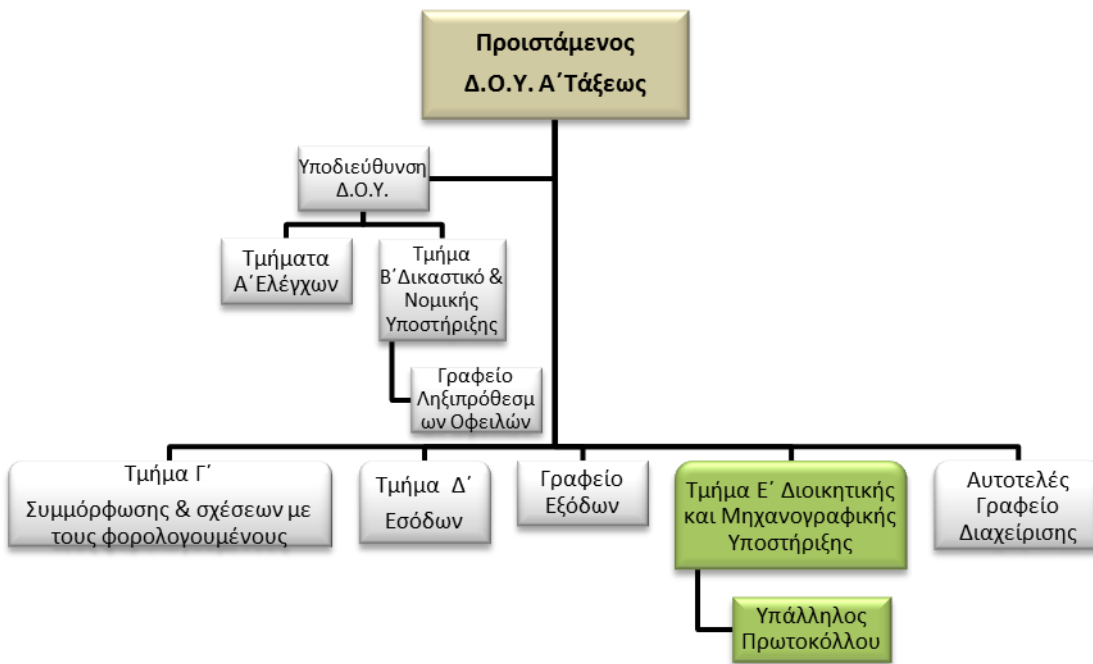 Προιστάμενος
Δ.Ο.Υ. Α΄Τάξεως
Υποδιεύθυνση
Δ.Ο.Υ.
Τμήματα
Α΄Ελέγχων
Τμήμα
Β΄Δικαστικό &
Νομικής
Υποστήριξης
Γραφείο
Ληξιπρόθεσμ
ων Οφειλών
Τμήμα Γ΄
Συμμόρφωσης & σχέσεων με
τους φορολογουμένους
Τμήμα Δ΄
Εσόδων
Γραφείο
Εξόδων
Τμήμα Ε΄ Διοικητικής
και Μηχανογραφικής
Υποστήριξης
Υπάλληλος
Πρωτοκόλλου
Αυτοτελές
Γραφείο
Διαχείρισης